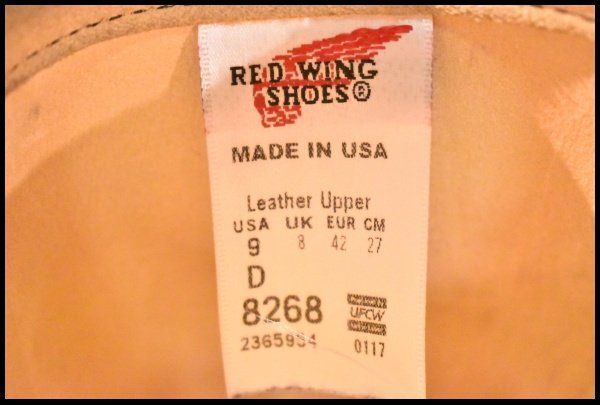 RED WING
SHOES®
MADE IN USA
Leather Upper
USA UK EUR CM
9 8 42 27
D
8268 UFCW
2365954 0117